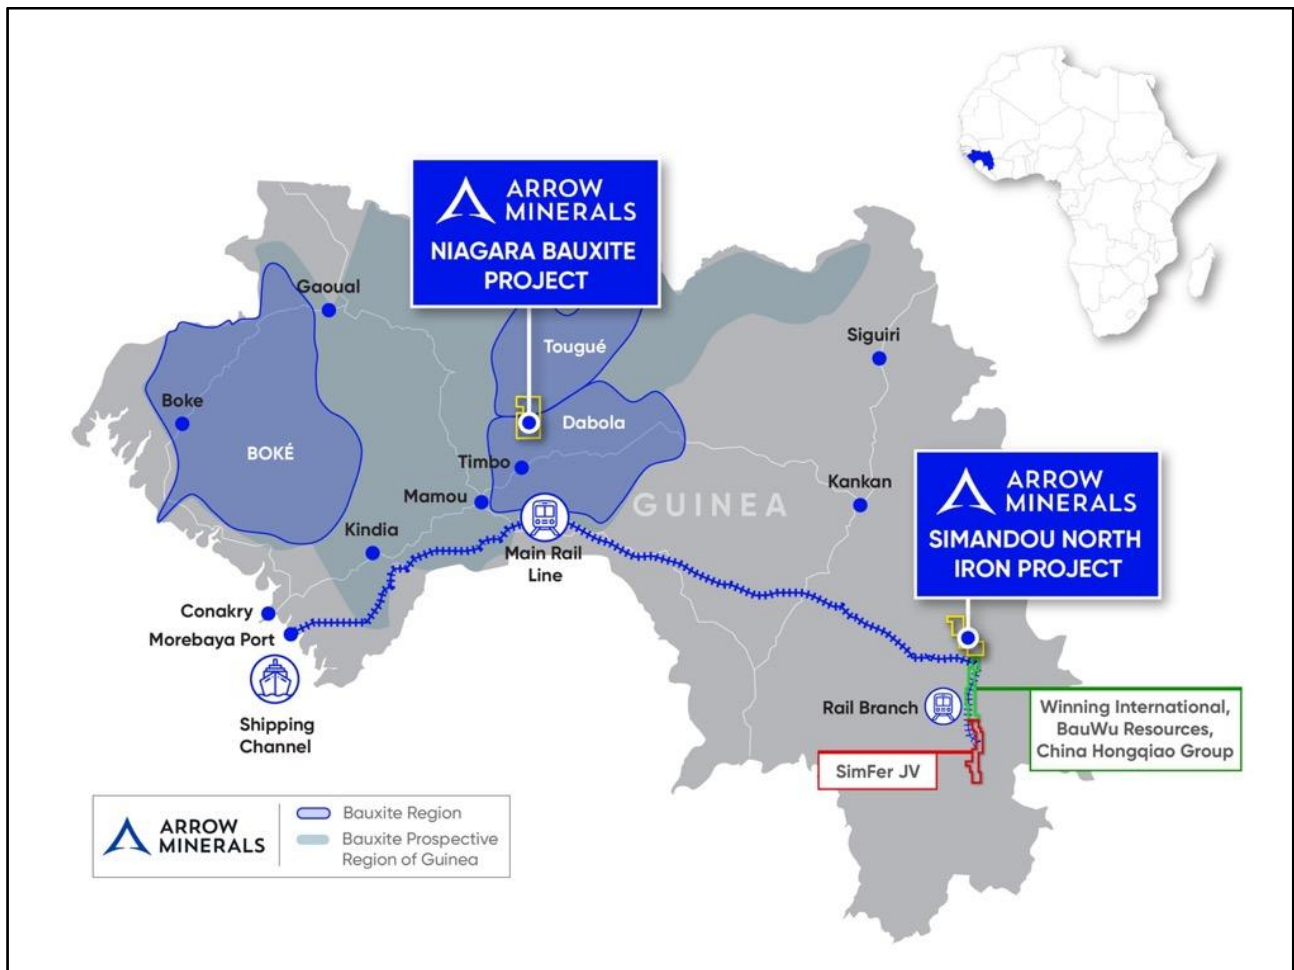 ARROW
MINERALS
NIAGARA BAUXITE
PROJECT
Gaoual
Tougué
Siguiri
Boke
Dabola
BOKÉ
Timbo
Kankan
Mamou
GUINEA
ARROW
MINERALS
SIMANDOU NORTH
IRON PROJECT
Kindia
Main Rail
Line
Conakry
Morebaya Port
Shipping
Channel
Rail Branch
Winning International,
BauWu Resources,
China Hongqiao Group
SimFer JV
ARROW
MINERALS
Bauxite Region
Bauxite Prospective
Region of Guinea